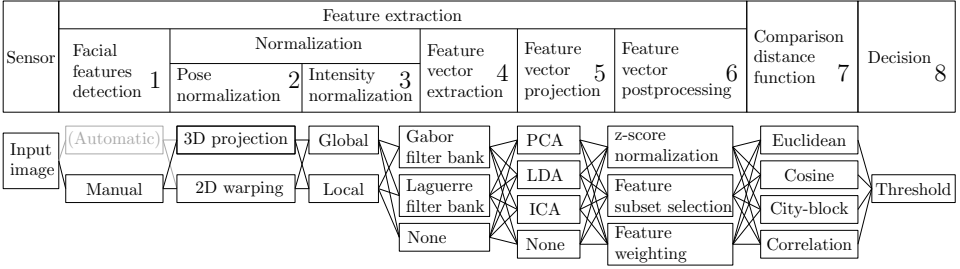 Feature extraction
Sensor
Facial
features
detection 1
Normalization
Pose
normalization 2
Intensity
normalization 3
Feature
vector
extraction 4
Feature
vector
projection 5
Feature
vector
postprocessing 6
Comparison
distance
function 7
Decision 8
Input
image
(Automatic)
Manual
3D projection
2D warping
Global
Local
Gabor
filter bank
Laguerre
filter bank
None
PCA
LDA
ICA
None
z-score
normalization
Feature
subset selection
Feature
weighting
Euclidean
Cosine
City-block
Correlation
Threshold